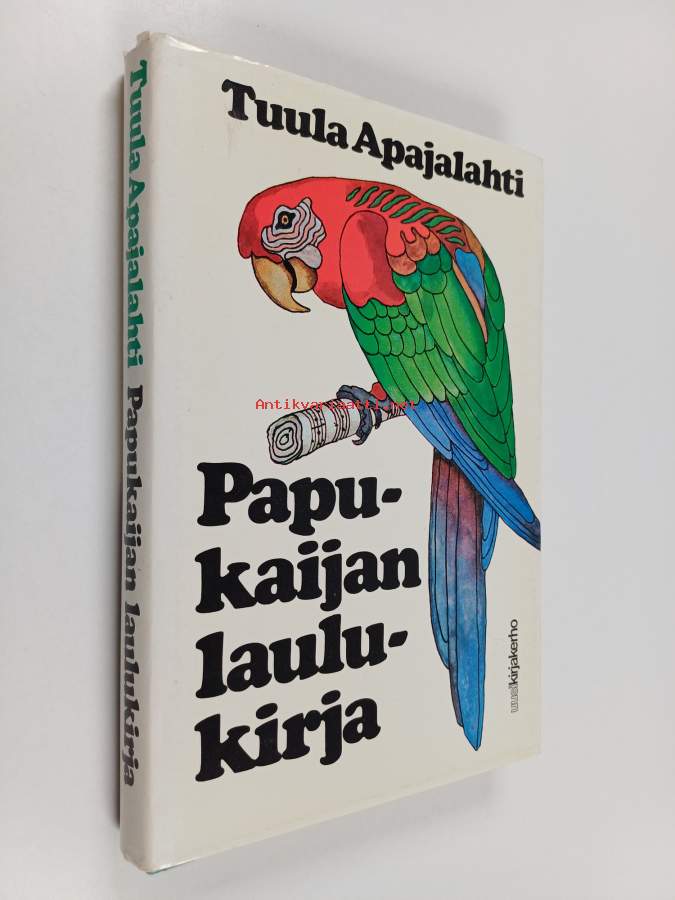 Tuula Apajalahti
Papu-
kaijan
laulu-
kirja
uusikirjakerho
Tuula Apajalahti Papukaijan laulukirja
Antikvariaatti.net